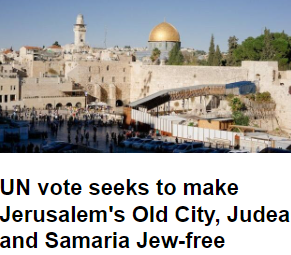 UN vote seeks to make
Jerusalem's Old City, Judea
and Samaria Jew-free